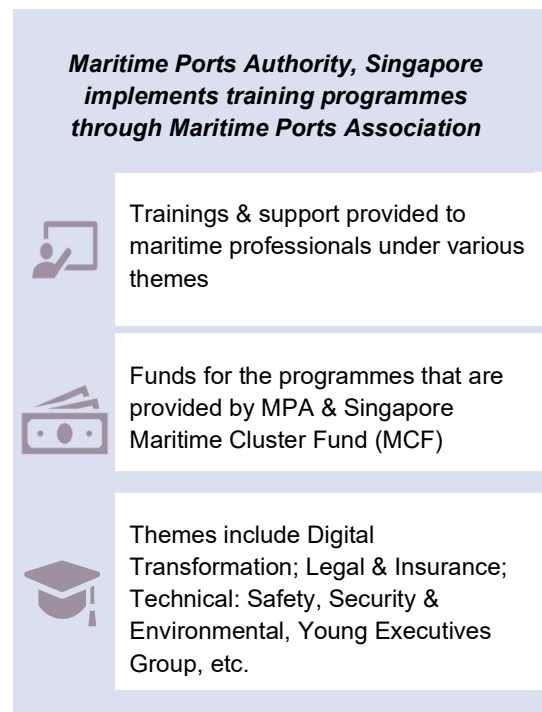 Maritime Ports Authority, Singapore
implements training programmes
through Maritime Ports Association
Trainings & support provided to
maritime professionals under various
themes
Funds for the programmes that are
provided by MPA & Singapore
Maritime Cluster Fund (MCF)
Themes include Digital
Transformation; Legal & Insurance;
Technical: Safety, Security &
Environmental, Young Executives
Group, etc.